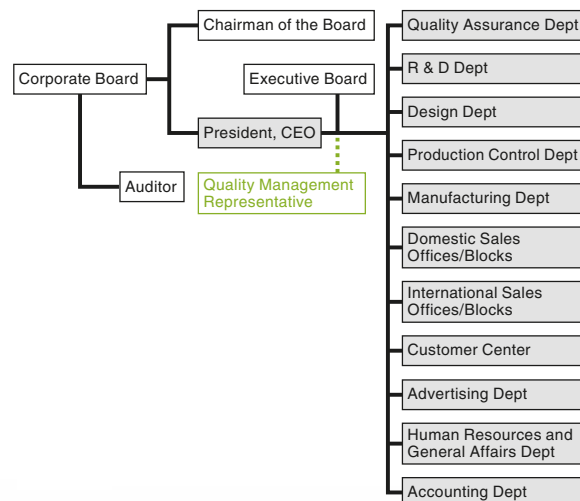 Chairman of the Board
Corporate Board
Executive Board
President, CEO
Auditor
Quality Management
Representative
Quality Assurance Dept
R & D Dept
Design Dept
Production Control Dept
Manufacturing Dept
Domestic Sales
Offices/Blocks
International Sales
Offices/Blocks
Customer Center
Advertising Dept
Human Resources and
General Affairs Dept
Accounting Dept